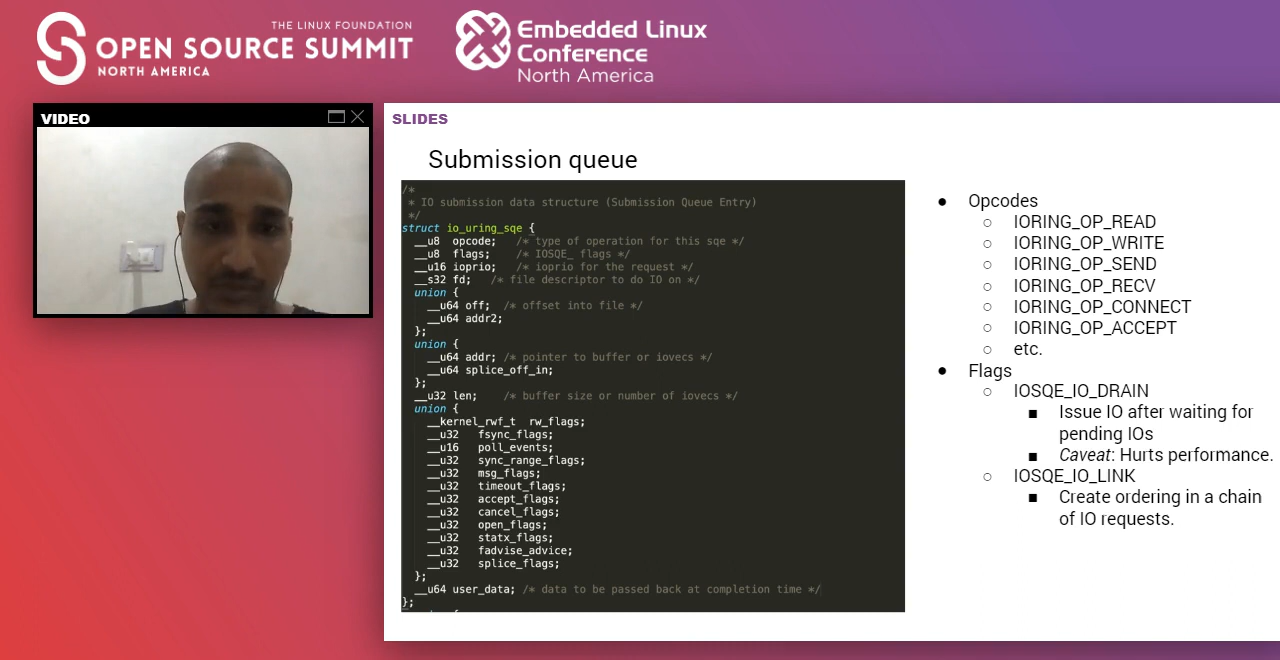 THE LINUX FOUNDATION
OPEN SOURCE SUMMIT
NORTH AMERICA
Embedded Linux
Conference
North America
VIDEO
SLIDES
Submission queue
/*
 * IO submission data structure (Submission Queue Entry)
 */
struct io_uring_sqe {
  __u8  opcode;   /* type of operation for this sqe */
  __u8  flags;    /* IOSQE_ flags */
  __u16 ioprio;   /* ioprio for the request */
  __s32 fd;   /* file descriptor to do IO on */
  union {
    __u64 off;  /* offset into file */
    __u64 addr2;
  };
  union {
    __u64 addr; /* pointer to buffer or iovecs */
    __u64 splice_off_in;
  };
  __u32 len;    /* buffer size or number of iovecs */
  union {
    __kernel_rwf_t  rw_flags;
    __u32   fsync_flags;
    __u16   poll_events;
    __u32   sync_range_flags;
    __u32   msg_flags;
    __u32   timeout_flags;
    __u32   accept_flags;
    __u32   cancel_flags;
    __u32   open_flags;
    __u32   statx_flags;
    __u32   fadvise_advice;
    __u32   splice_flags;
  };
  __u64 user_data; /* data to be passed back at completion time */
};
● Opcodes
○ IORING_OP_READ
○ IORING_OP_WRITE
○ IORING_OP_SEND
○ IORING_OP_RECV
○ IORING_OP_CONNECT
○ IORING_OP_ACCEPT
○ etc.
● Flags
○ IOSQE_IO_DRAIN
■ Issue IO after waiting for
pending IOs
■ Caveat: Hurts performance.
○ IOSQE_IO_LINK
■ Create ordering in a chain
of IO requests.